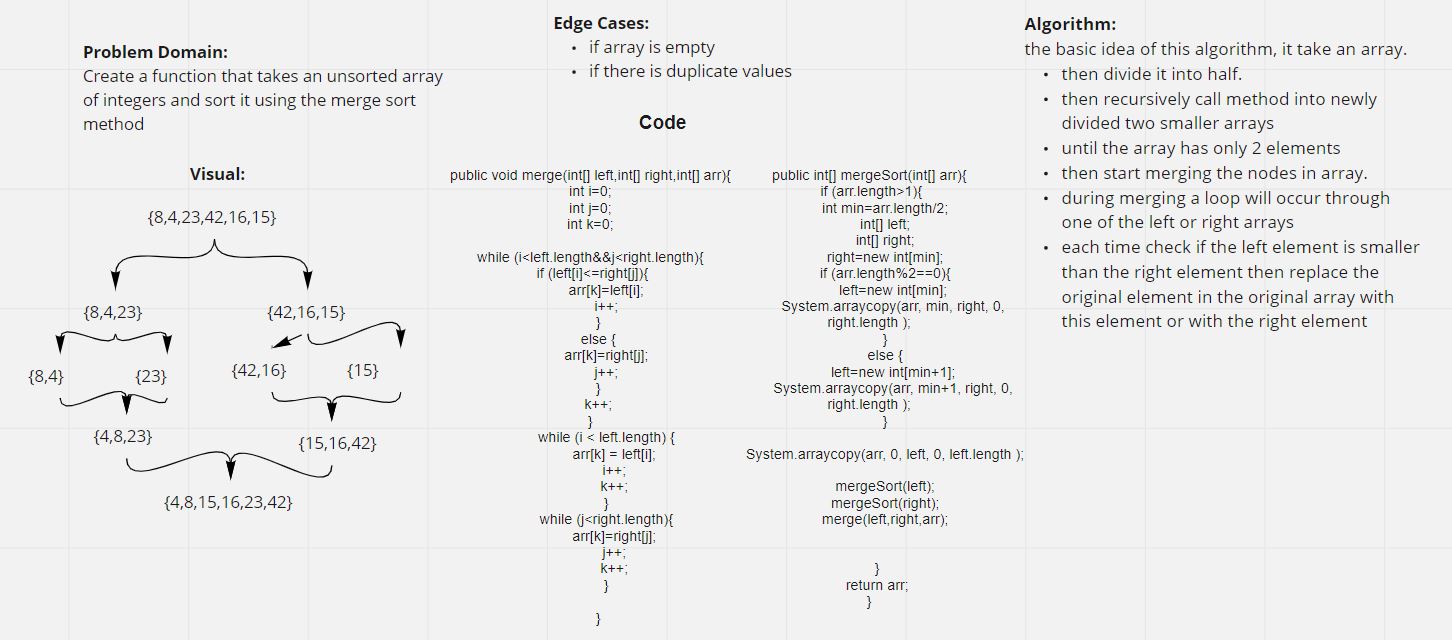 Problem Domain:
Create a function that takes an unsorted array
of integers and sort it using the merge sort
method
Visual:
{8,4,23,42,16,15}
{8,4,23}
{42,16,15}
{8,4}
{23}
{42,16}
{15}
{4,8,23}
{15,16,42}
{4,8,15,16,23,42}
Edge Cases:
• if array is empty
• if there is duplicate values
Code
public void merge(int[] left,int[] right,int[] arr){
int i=0;
int j=0;
int k=0;
while (i<left.length&&j<right.length){
if (left[i]<=right[j]){
arr[k]=left[i];
i++;
}
else {
arr[k]=right[j];
j++;
}
k++;
}
while (i < left.length) {
arr[k] = left[i];
i++;
k++;
}
while (j<right.length){
arr[k]=right[j];
j++;
k++;
}
}
public int[] mergeSort(int[] arr){
if (arr.length>1){
int min=arr.length/2;
int[] left;
int[] right;
right=new int[min];
if (arr.length%2==0){
left=new int[min];
System.arraycopy(arr, min, right, 0,
right.length );
}
else {
left=new int[min+1];
System.arraycopy(arr, min+1, right, 0,
right.length );
}
System.arraycopy(arr, 0, left, 0, left.length );
mergeSort(left);
mergeSort(right);
merge(left,right,arr);
}
return arr;
}
Algorithm:
the basic idea of this algorithm, it take an array.
• then divide it into half.
• then recursively call method into newly
divided two smaller arrays
• until the array has only 2 elements
• then start merging the nodes in array.
• during merging a loop will occur through
one of the left or right arrays
• each time check if the left element is smaller
than the right element then replace the
original element in the original array with
this element or with the right element